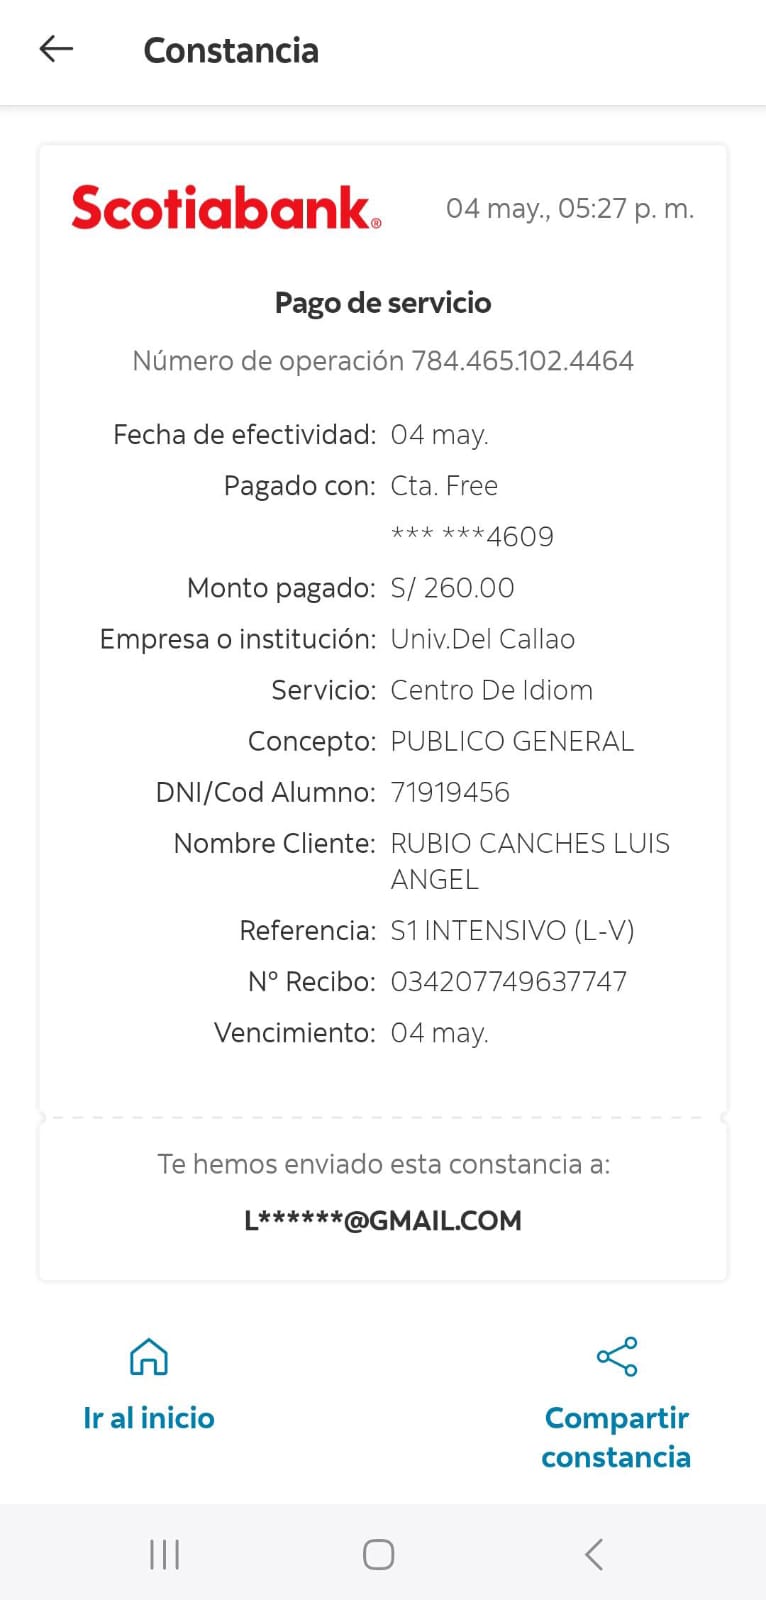 Constancia
Scotiabank® 04 may., 05:27 p. m.
Pago de servicio
Número de operación 784.465.102.4464
Fecha de efectividad: 04 may.
Pagado con: Cta. Free
*** ***4609
Monto pagado: S/ 260.00
Empresa o institución: Univ.Del Callao
Servicio: Centro De Idiom
Concepto: PUBLICO GENERAL
DNI/Cod Alumno: 71919456
Nombre Cliente: RUBIO CANCHES LUIS
ANGEL
Referencia: S1 INTENSIVO (L-V)
Nº Recibo: 034207749637747
Vencimiento: 04 may.
Te hemos enviado esta constancia a:
L******@GMAIL.COM
Ir al inicio
Compartir
constancia